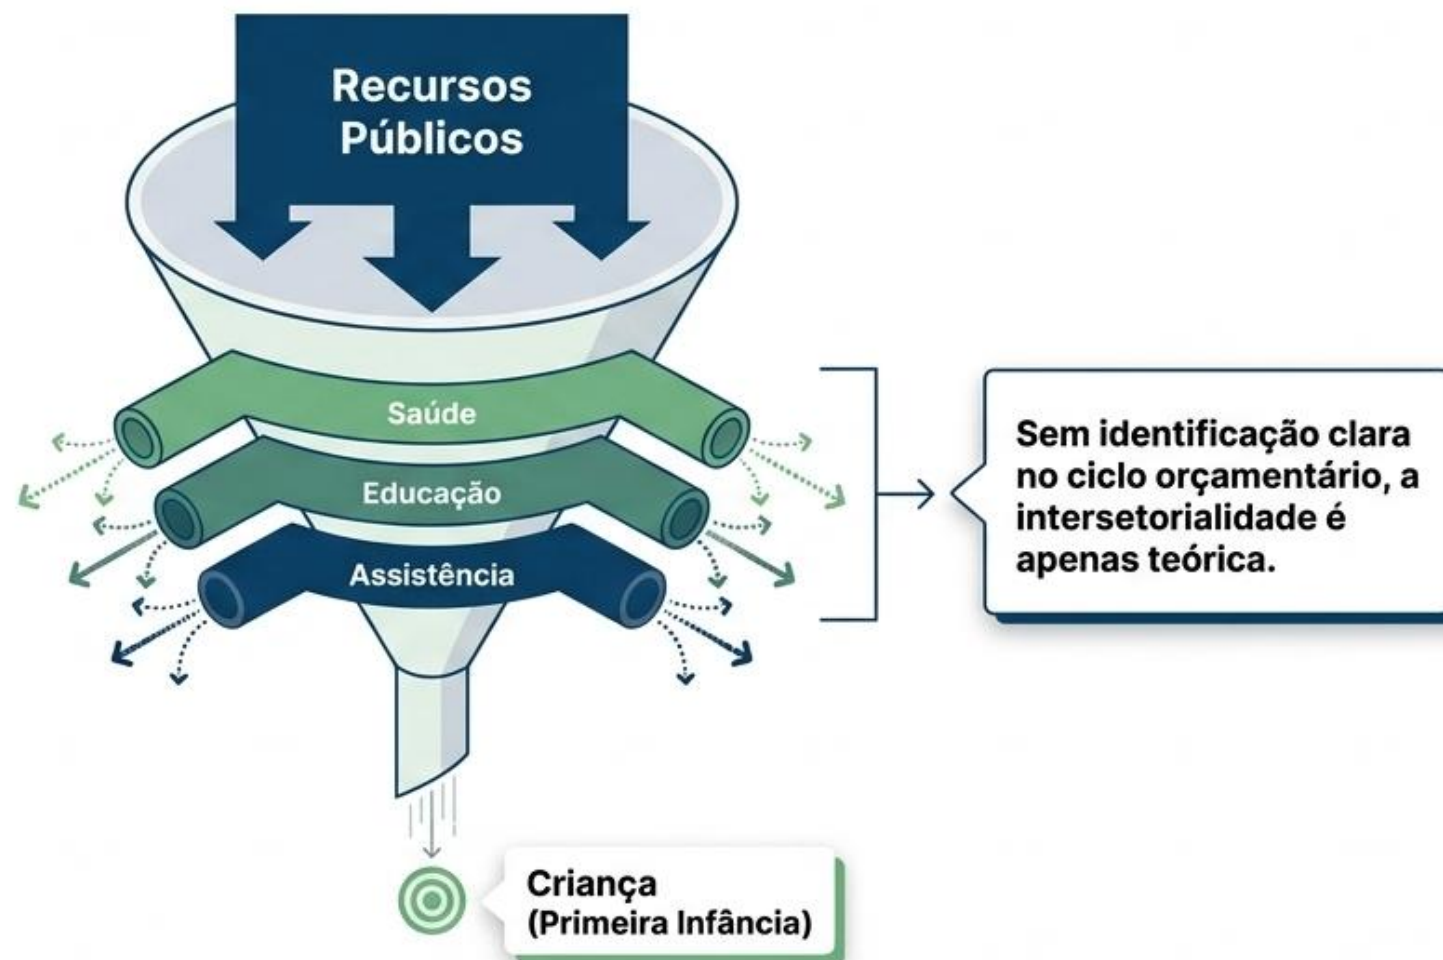 Recursos
Públicos
Saúde
Educação
Assistência
Sem identificação clara
no ciclo orçamentário, a
intersetorialidade é
apenas teórica.
Criança
(Primeira Infância)